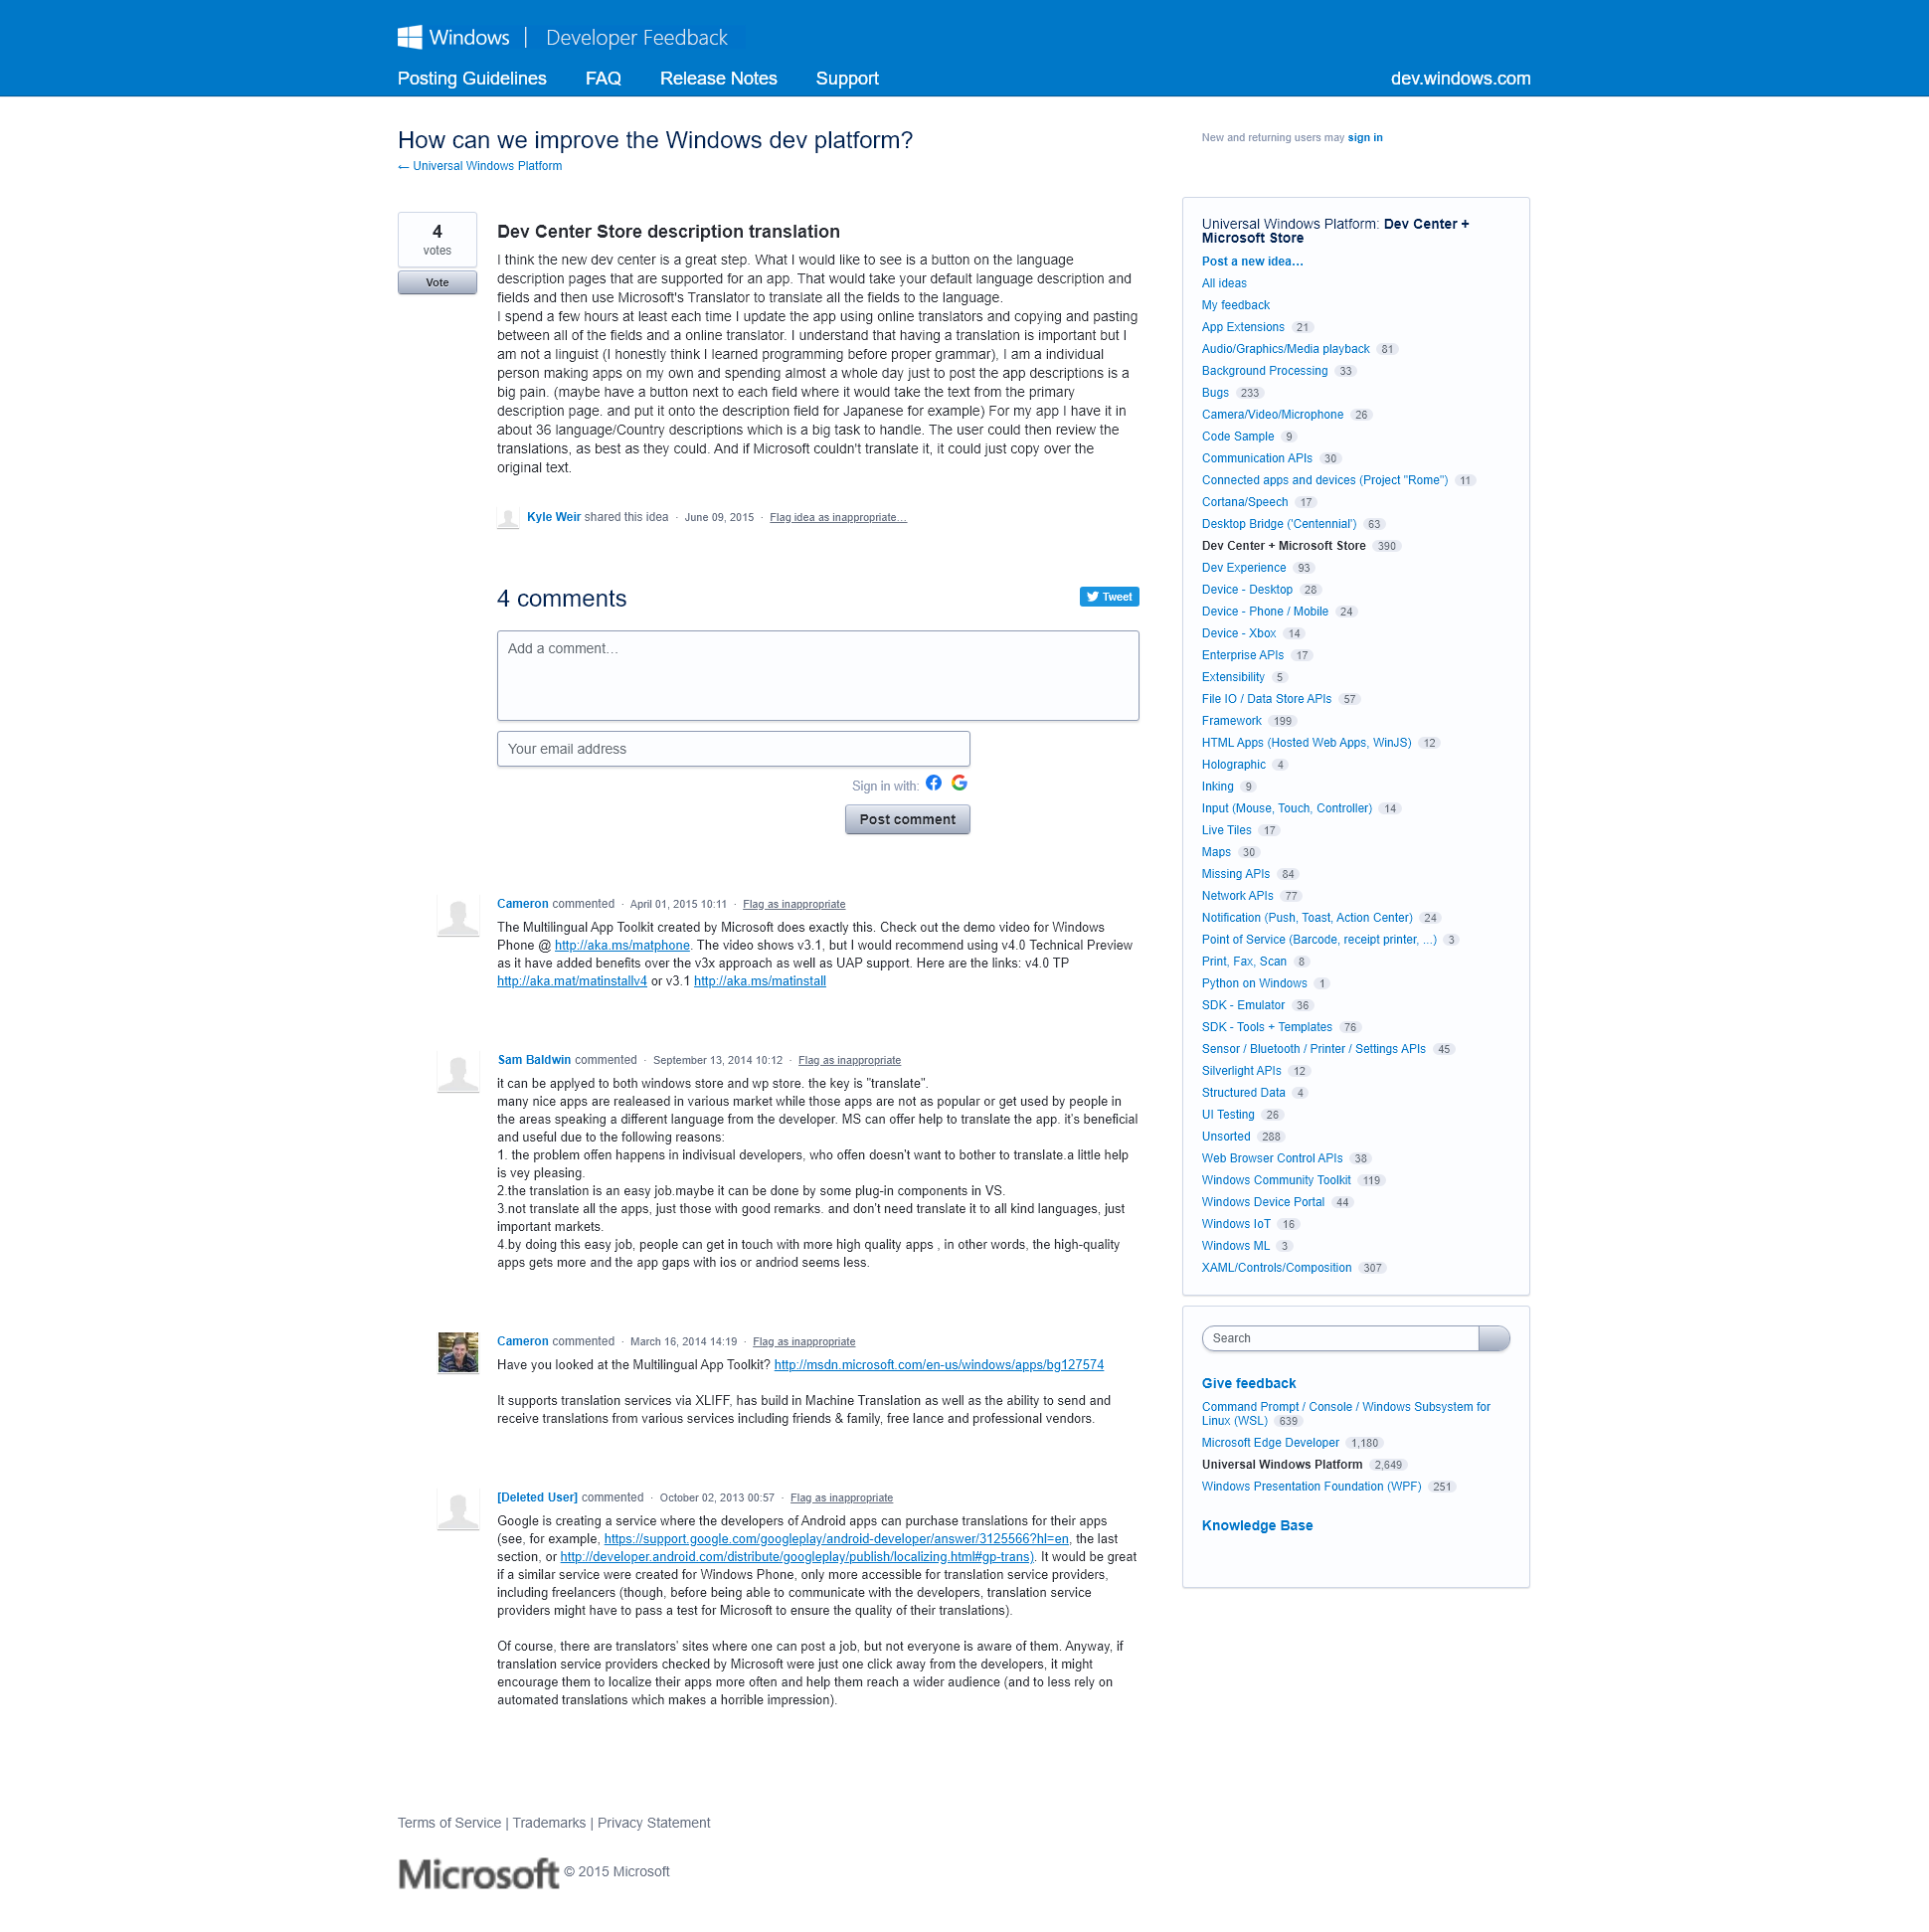 Windows | Developer Feedback
Posting Guidelines FAQ Release Notes Support dev.windows.com
How can we improve the Windows dev platform?
← Universal Windows Platform
New and returning users may sign in
4
votes
Vote
Dev Center Store description translation
I think the new dev center is a great step. What I would like to see is a button on the language
description pages that are supported for an app. That would take your default language description and
fields and then use Microsoft's Translator to translate all the fields to the language.
I spend a few hours at least each time I update the app using online translators and copying and pasting
between all of the fields and a online translator. I understand that having a translation is important but I
am not a linguist (I honestly think I learned programming before proper grammar), I am a individual
person making apps on my own and spending almost a whole day just to post the app descriptions is a
big pain. (maybe have a button next to each field where it would take the text from the primary
description page. and put it onto the description field for Japanese for example) For my app I have it in
about 36 language/Country descriptions which is a big task to handle. The user could then review the
translations, as best as they could. And if Microsoft couldn't translate it, it could just copy over the
original text.
Kyle Weir shared this idea · June 09, 2015 · Flag idea as inappropriate…
4 comments
Tweet
Add a comment…
Your email address
Sign in with:
Post comment
Cameron commented · April 01, 2015 10:11 · Flag as inappropriate
The Multilingual App Toolkit created by Microsoft does exactly this. Check out the demo video for Windows
Phone @ http://aka.ms/matphone. The video shows v3.1, but I would recommend using v4.0 Technical Preview
as it have added benefits over the v3x approach as well as UAP support. Here are the links: v4.0 TP
http://aka.mat/matinstallv4 or v3.1 http://aka.ms/matinstall
Sam Baldwin commented · September 13, 2014 10:12 · Flag as inappropriate
it can be applyed to both windows store and wp store. the key is "translate".
many nice apps are realeased in various market while those apps are not as popular or get used by people in
the areas speaking a different language from the developer. MS can offer help to translate the app. it's beneficial
and useful due to the following reasons:
1. the problem offen happens in indivisual developers, who offen doesn't want to bother to translate.a little help
is vey pleasing.
2.the translation is an easy job.maybe it can be done by some plug-in components in VS.
3.not translate all the apps, just those with good remarks. and don't need translate it to all kind languages, just
important markets.
4.by doing this easy job, people can get in touch with more high quality apps , in other words, the high-quality
apps gets more and the app gaps with ios or andriod seems less.
Cameron commented · March 16, 2014 14:19 · Flag as inappropriate
Have you looked at the Multilingual App Toolkit? http://msdn.microsoft.com/en-us/windows/apps/bg127574
It supports translation services via XLIFF, has build in Machine Translation as well as the ability to send and
receive translations from various services including friends & family, free lance and professional vendors.
[Deleted User] commented · October 02, 2013 00:57 · Flag as inappropriate
Google is creating a service where the developers of Android apps can purchase translations for their apps
(see, for example, https://support.google.com/googleplay/android-developer/answer/3125566?hl=en, the last
section, or http://developer.android.com/distribute/googleplay/publish/localizing.html#gp-trans). It would be great
if a similar service were created for Windows Phone, only more accessible for translation service providers,
including freelancers (though, before being able to communicate with the developers, translation service
providers might have to pass a test for Microsoft to ensure the quality of their translations).
Of course, there are translators' sites where one can post a job, but not everyone is aware of them. Anyway, if
translation service providers checked by Microsoft were just one click away from the developers, it might
encourage them to localize their apps more often and help them reach a wider audience (and to less rely on
automated translations which makes a horrible impression).
Universal Windows Platform: Dev Center +
Microsoft Store
Post a new idea…
All ideas
My feedback
App Extensions 21
Audio/Graphics/Media playback 81
Background Processing 33
Bugs 233
Camera/Video/Microphone 26
Code Sample 9
Communication APIs 30
Connected apps and devices (Project "Rome") 11
Cortana/Speech 17
Desktop Bridge ('Centennial') 63
Dev Center + Microsoft Store 390
Dev Experience 93
Device - Desktop 28
Device - Phone / Mobile 24
Device - Xbox 14
Enterprise APIs 17
Extensibility 5
File IO / Data Store APIs 57
Framework 199
HTML Apps (Hosted Web Apps, WinJS) 12
Holographic 4
Inking 9
Input (Mouse, Touch, Controller) 14
Live Tiles 17
Maps 30
Missing APIs 84
Network APIs 77
Notification (Push, Toast, Action Center) 24
Point of Service (Barcode, receipt printer, ...) 3
Print, Fax, Scan 8
Python on Windows 1
SDK - Emulator 36
SDK - Tools + Templates 76
Sensor / Bluetooth / Printer / Settings APIs 45
Silverlight APIs 12
Structured Data 4
UI Testing 26
Unsorted 288
Web Browser Control APIs 38
Windows Community Toolkit 119
Windows Device Portal 44
Windows IoT 16
Windows ML 3
XAML/Controls/Composition 307
Search
Give feedback
Command Prompt / Console / Windows Subsystem for
Linux (WSL) 639
Microsoft Edge Developer 1,180
Universal Windows Platform 2,649
Windows Presentation Foundation (WPF) 251
Knowledge Base
Terms of Service | Trademarks | Privacy Statement
Microsoft © 2015 Microsoft